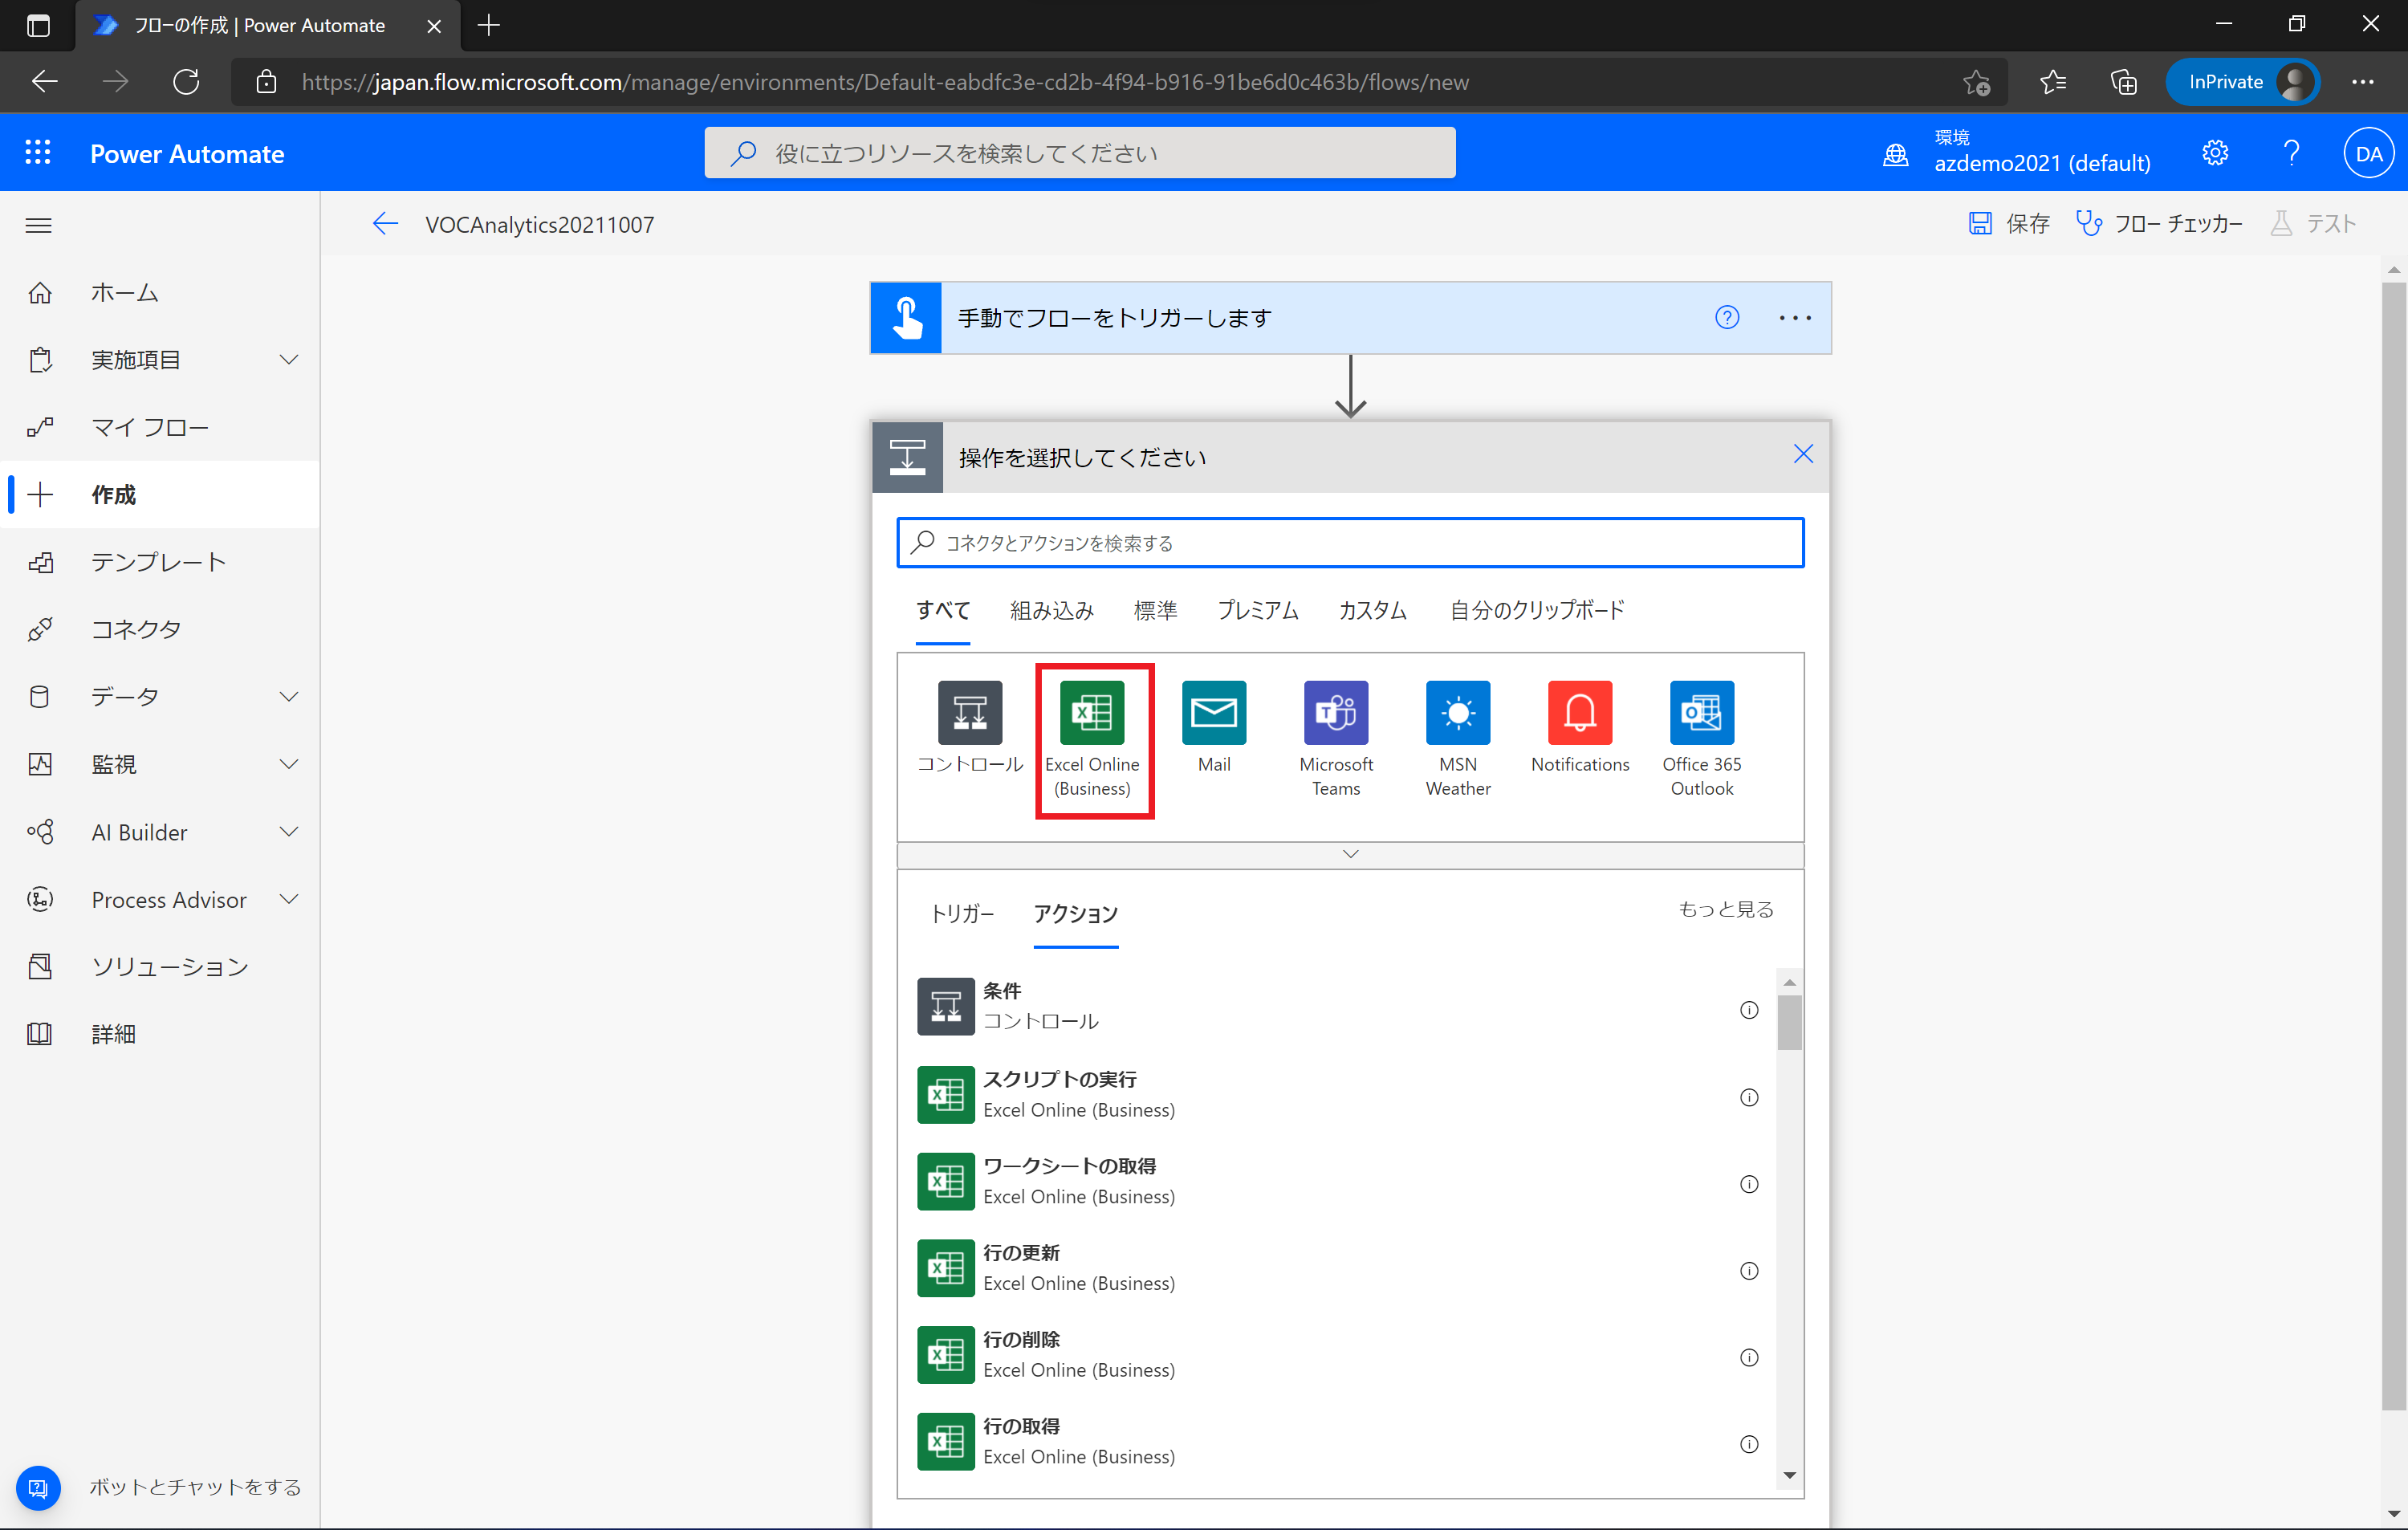 フローの作成 | Power Automate
https://japan.flow.microsoft.com/manage/environments/Default-eabdfc3e-cd2b-4f94-b916-91be6d0c463b/flows/new
InPrivate
Power Automate
役に立つリソースを検索してください
環境
azdemo2021 (default)
DA
VOCAnalytics20211007
保存
フロー チェッカー
テスト
ホーム
実施項目
マイ フロー
作成
テンプレート
コネクタ
データ
監視
AI Builder
Process Advisor
ソリューション
詳細
ボットとチャットをする
手動でフローをトリガーします
操作を選択してください
コネクタとアクションを検索する
すべて
組み込み
標準
プレミアム
カスタム
自分のクリップボード
コントロール
Excel Online
(Business)
Mail
Microsoft
Teams
MSN
Weather
Notifications
Office 365
Outlook
トリガー
アクション
もっと見る
条件
コントロール
スクリプトの実行
Excel Online (Business)
ワークシートの取得
Excel Online (Business)
行の更新
Excel Online (Business)
行の削除
Excel Online (Business)
行の取得
Excel Online (Business)